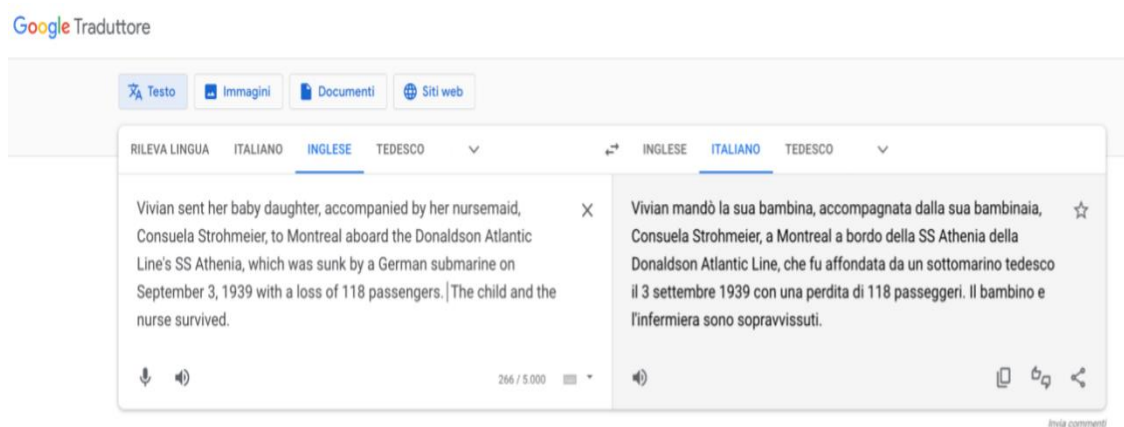 Google Traduttore
Testo Immagini Documenti Siti web
RILEVA LINGUA ITALIANO INGLESE TEDESCO INGLESE ITALIANO TEDESCO
Vivian sent her baby daughter, accompanied by her nursemaid,
Consuela Strohmeier, to Montreal aboard the Donaldson Atlantic
Line's SS Athenia, which was sunk by a German submarine on
September 3, 1939 with a loss of 118 passengers. The child and the
nurse survived.
266 / 5.000
Vivian mandò la sua bambina, accompagnata dalla sua bambinaia,
Consuela Strohmeier, a Montreal a bordo della SS Athenia della
Donaldson Atlantic Line, che fu affondata da un sottomarino tedesco
il 3 settembre 1939 con una perdita di 118 passeggeri. Il bambino e
l'infermiera sono sopravvissuti.
Invia commenti